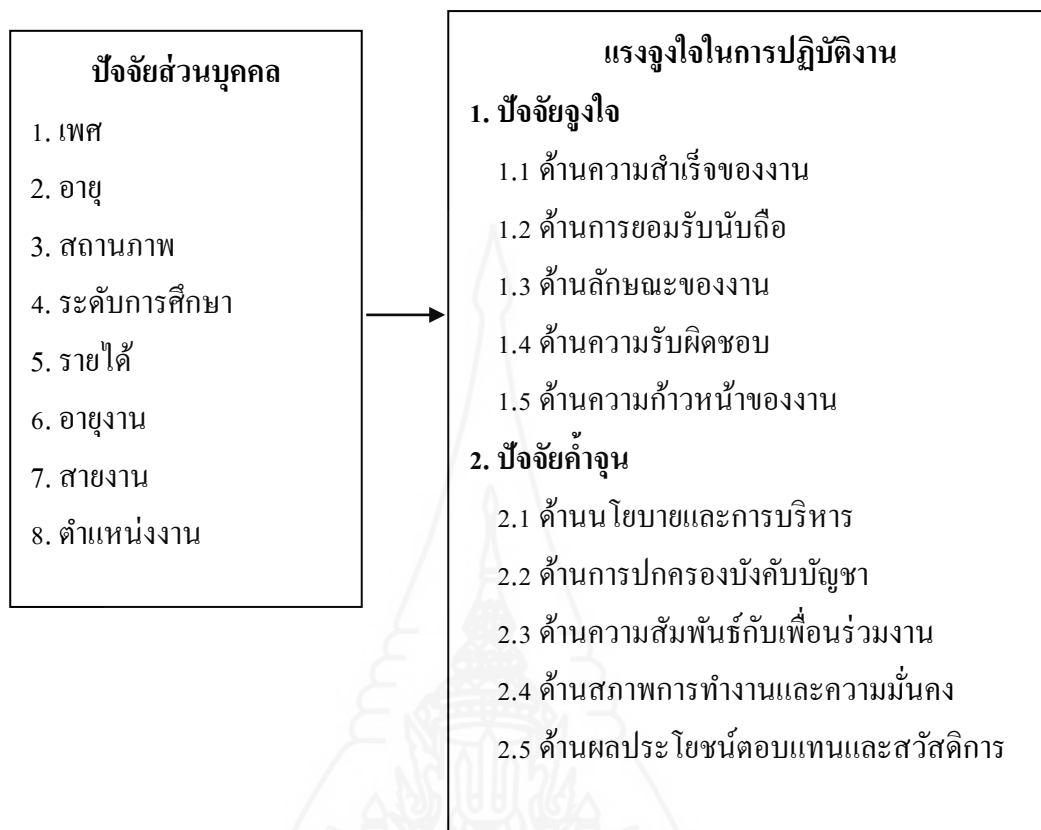 ปัจจัยส่วนบุคคล
1. เพศ
2. อายุ
3. สถานภาพ
4. ระดับการศึกษา
5. รายได้
6. อายุงาน
7. สายงาน
8. ตำแหน่งงาน
แรงจูงใจในการปฏิบัติงาน
1. ปัจจัยจูงใจ
1.1 ด้านความสำเร็จของงาน
1.2 ด้านการยอมรับนับถือ
1.3 ด้านลักษณะของงาน
1.4 ด้านความรับผิดชอบ
1.5 ด้านความก้าวหน้าของงาน
2. ปัจจัยค้ำจุน
2.1 ด้านนโยบายและการบริหาร
2.2 ด้านการปกครองบังคับบัญชา
2.3 ด้านความสัมพันธ์กับเพื่อนร่วมงาน
2.4 ด้านสภาพการทำงานและความมั่นคง
2.5 ด้านผลประโยชน์ตอบแทนและสวัสดิการ